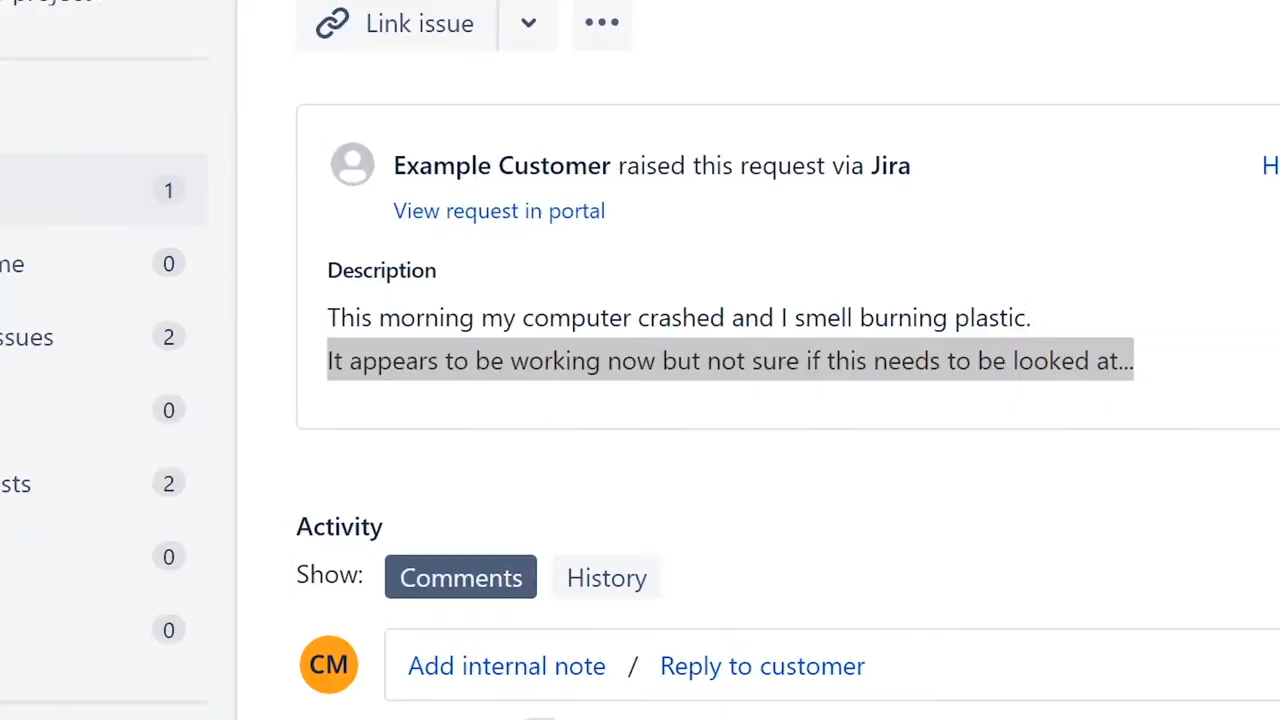 Link issue
Example Customer raised this request via Jira
View request in portal
Description
This morning my computer crashed and I smell burning plastic.
It appears to be working now but not sure if this needs to be looked at...
1
0
2
0
2
0
0
Activity
Show: Comments History
CM Add internal note / Reply to customer